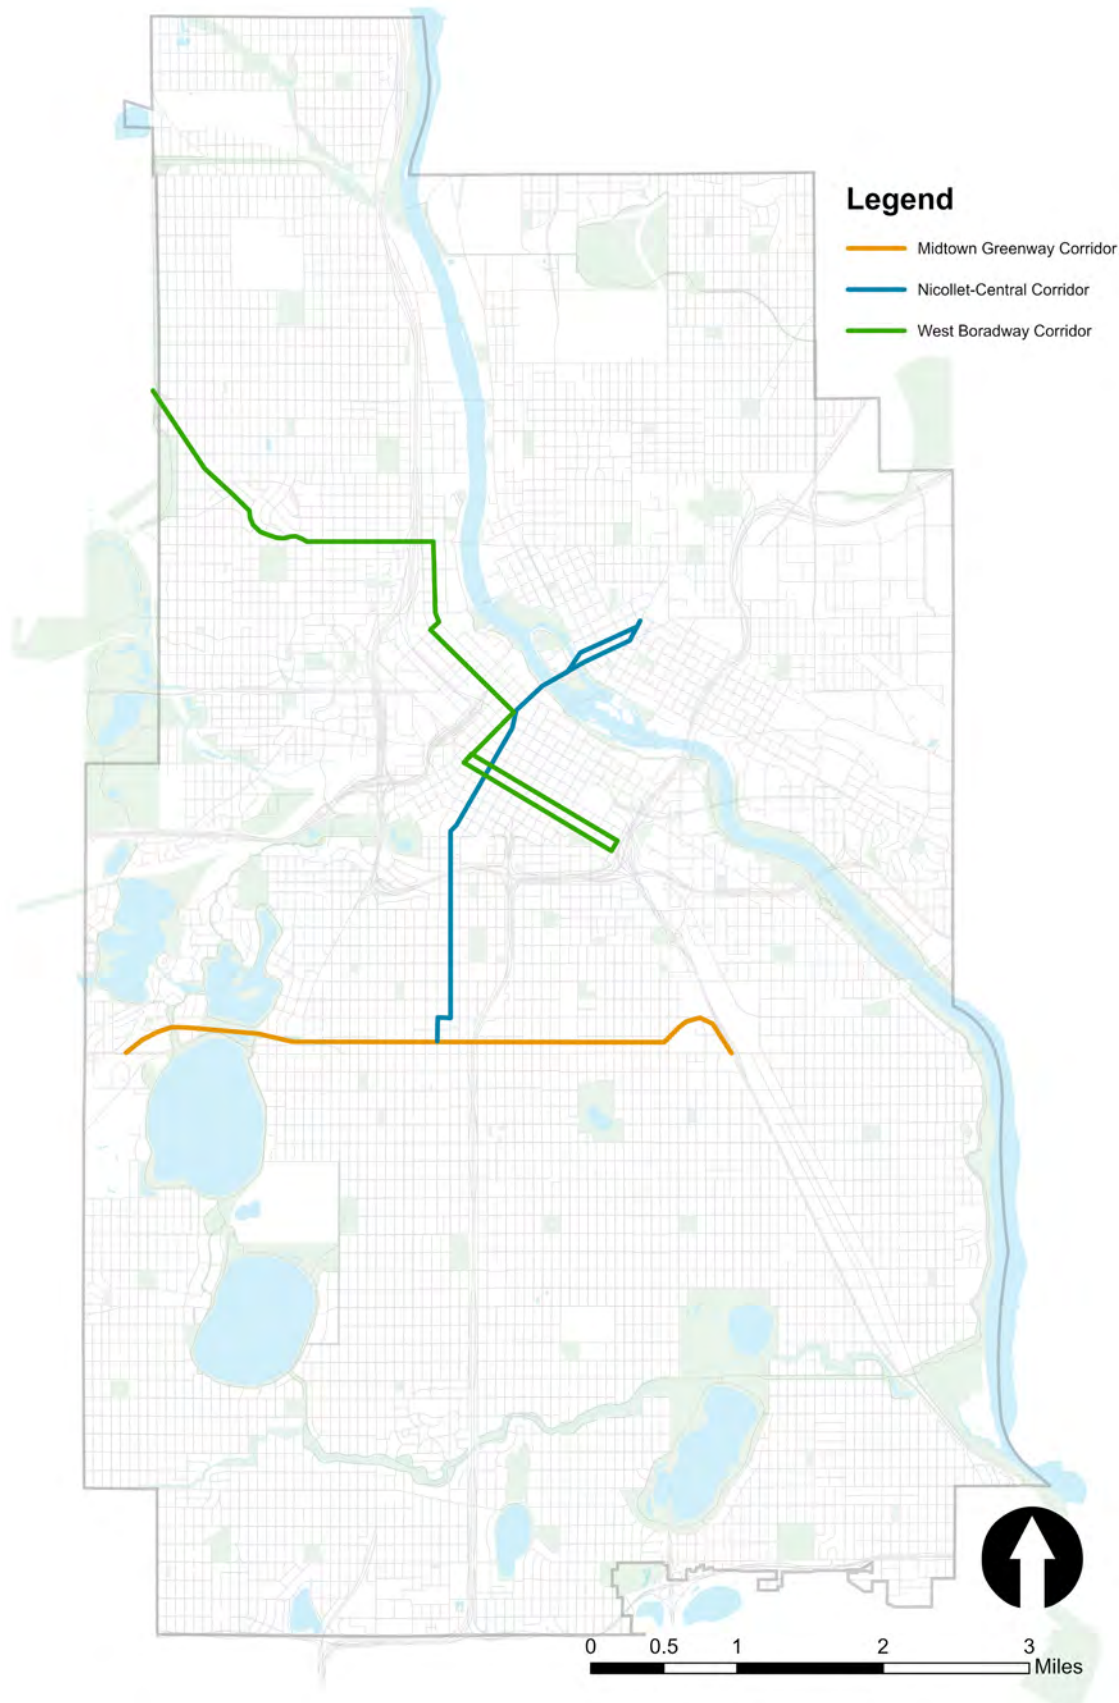 Legend
Midtown Greenway Corridor
Nicollet-Central Corridor
West Boradway Corridor
0 0.5 1 2 3
Miles